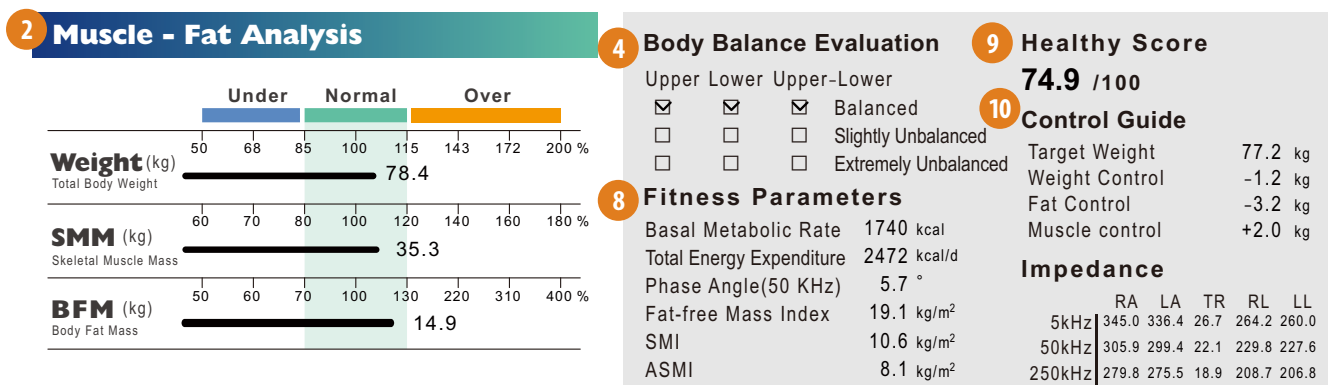 2 Muscle - Fat Analysis
Under Normal Over
50 68 85 100 115 143 172 200 %
Weight (kg)
Total Body Weight
78.4
60 70 80 100 120 140 160 180 %
SMM (kg)
Skeletal Muscle Mass
35.3
50 60 70 100 130 220 310 400 %
BFM (kg)
Body Fat Mass
14.9
4 Body Balance Evaluation
Upper Lower Upper-Lower
Balanced
Slightly Unbalanced
Extremely Unbalanced
8 Fitness Parameters
Basal Metabolic Rate 1740 kcal
Total Energy Expenditure 2472 kcal/d
Phase Angle(50 KHz) 5.7 °
Fat-free Mass Index 19.1 kg/m²
SMI 10.6 kg/m²
ASMI 8.1 kg/m²
9 Healthy Score
74.9 /100
10 Control Guide
Target Weight 77.2 kg
Weight Control -1.2 kg
Fat Control -3.2 kg
Muscle control +2.0 kg
Impedance
RA LA TR RL LL
5kHz 345.0 336.4 26.7 264.2 260.0
50kHz 305.9 299.4 22.1 229.8 227.6
250kHz 279.8 275.5 18.9 208.7 206.8